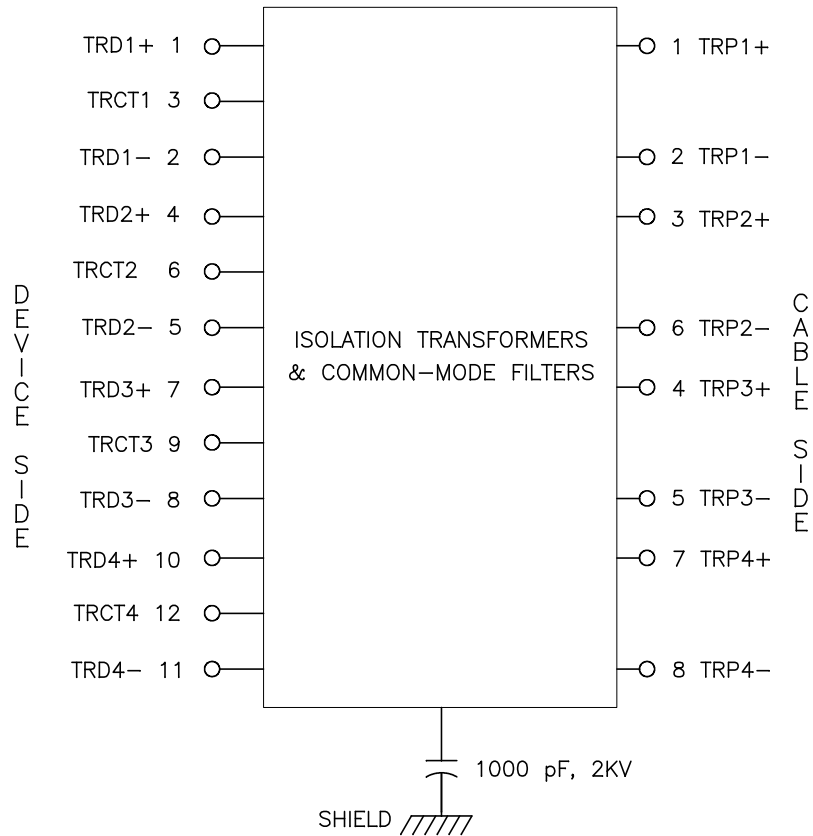 TRD1+ 1
1 TRP1+
TRCT1 3
TRD1- 2
2 TRP1-
TRD2+ 4
3 TRP2+
TRCT2 6
TRD2- 5
6 TRP2-
TRD3+ 7
4 TRP3+
TRCT3 9
TRD3- 8
5 TRP3-
TRD4+ 10
7 TRP4+
TRCT4 12
TRD4- 11
8 TRP4-
DEVICE SIDE
ISOLATION TRANSFORMERS
& COMMON-MODE FILTERS
CABLE SIDE
1000 pF, 2KV
SHIELD